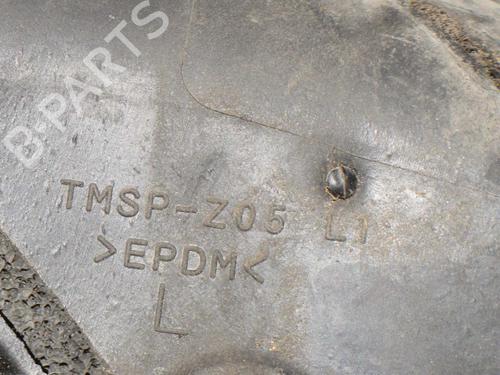 B-PARTS
TMSP-Z05 L1
>EPDM<
L